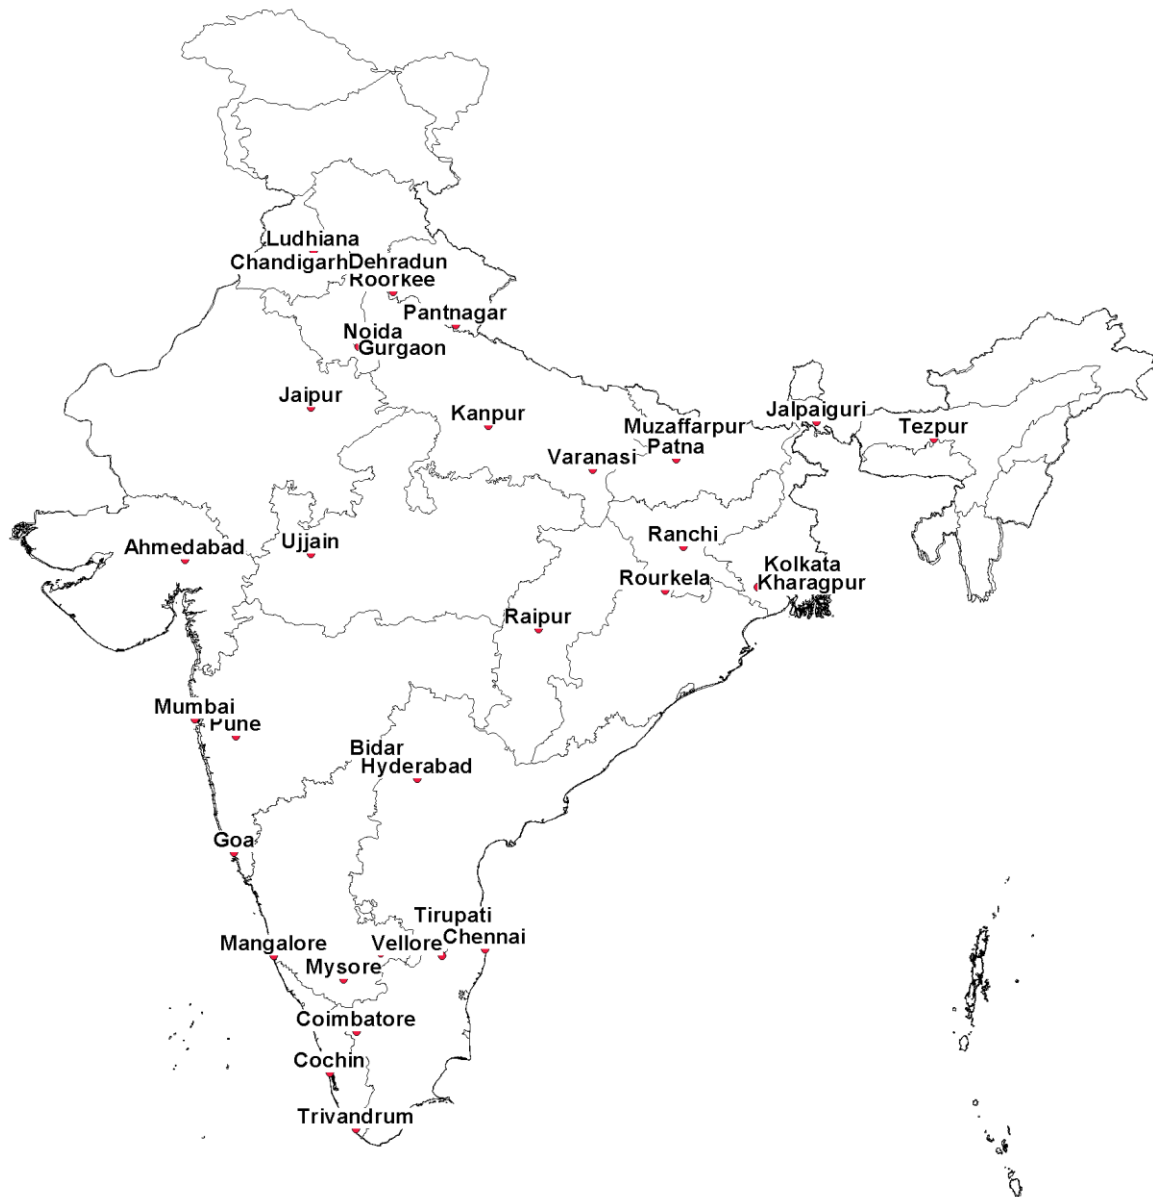 Ludhiana
Chandigarh
Dehradun
Roorkee
Pantnagar
Noida
Gurgaon
Jaipur
Kanpur
Jalpaiguri
Muzaffarpur
Tezpur
Patna
Varanasi
Ranchi
Ujjain
Ahmedabad
Kolkata
Rourkela
Kharagpur
Raipur
Mumbai
Pune
Bidar
Hyderabad
Goa
Tirupati
Chennai
Mangalore
Vellore
Mysore
Coimbatore
Cochin
Trivandrum